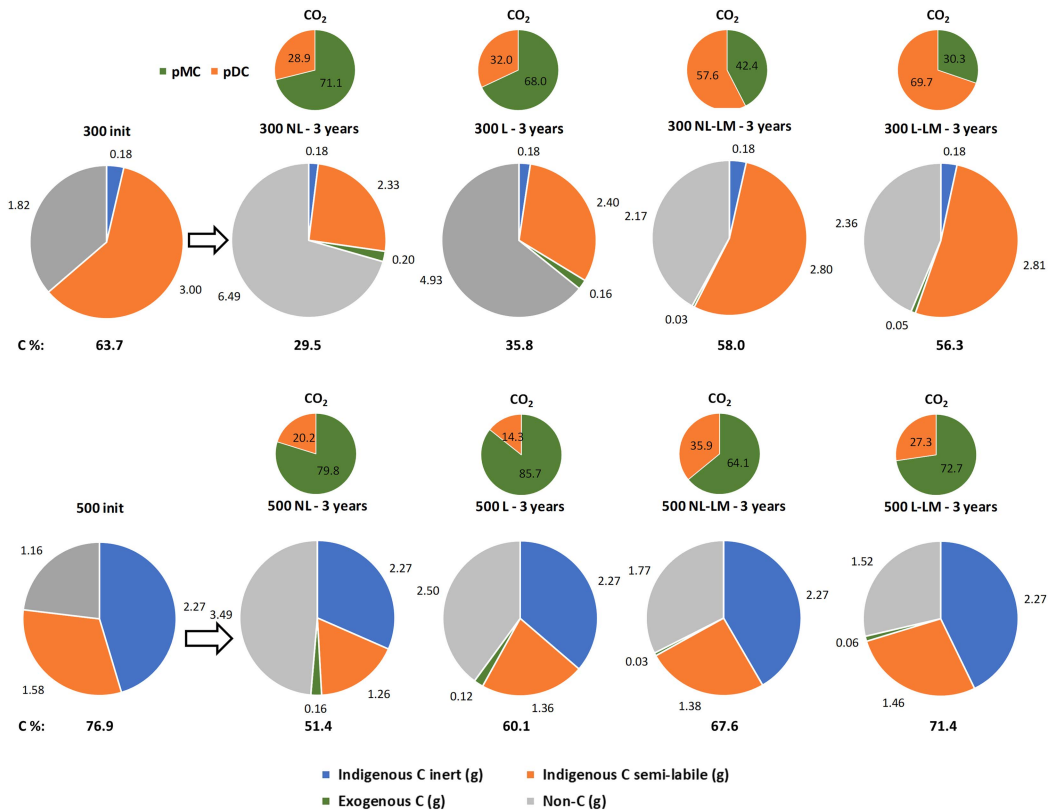 CO₂ CO₂ CO₂ CO₂
pMC pDC
28.9 71.1 32.0 68.0 57.6 42.4 69.7 30.3
300 init 300 NL - 3 years 300 L - 3 years 300 NL-LM - 3 years 300 L-LM - 3 years
0.18 0.18 0.18 0.18 0.18
1.82 2.33 2.40 2.17 2.36
3.00 6.49 0.20 4.93 0.16 2.80 2.81
0.03 0.05
C %: 63.7 29.5 35.8 58.0 56.3
CO₂ CO₂ CO₂ CO₂
20.2 79.8 14.3 85.7 35.9 64.1 27.3 72.7
500 init 500 NL - 3 years 500 L - 3 years 500 NL-LM - 3 years 500 L-LM - 3 years
1.16 2.27 3.49 2.27 2.50 2.27 1.77 2.27 1.52 2.27
1.58 0.16 1.26 0.12 1.36 0.03 1.38 0.06 1.46
C %: 76.9 51.4 60.1 67.6 71.4
Indigenous C inert (g) Indigenous C semi-labile (g)
Exogenous C (g) Non-C (g)